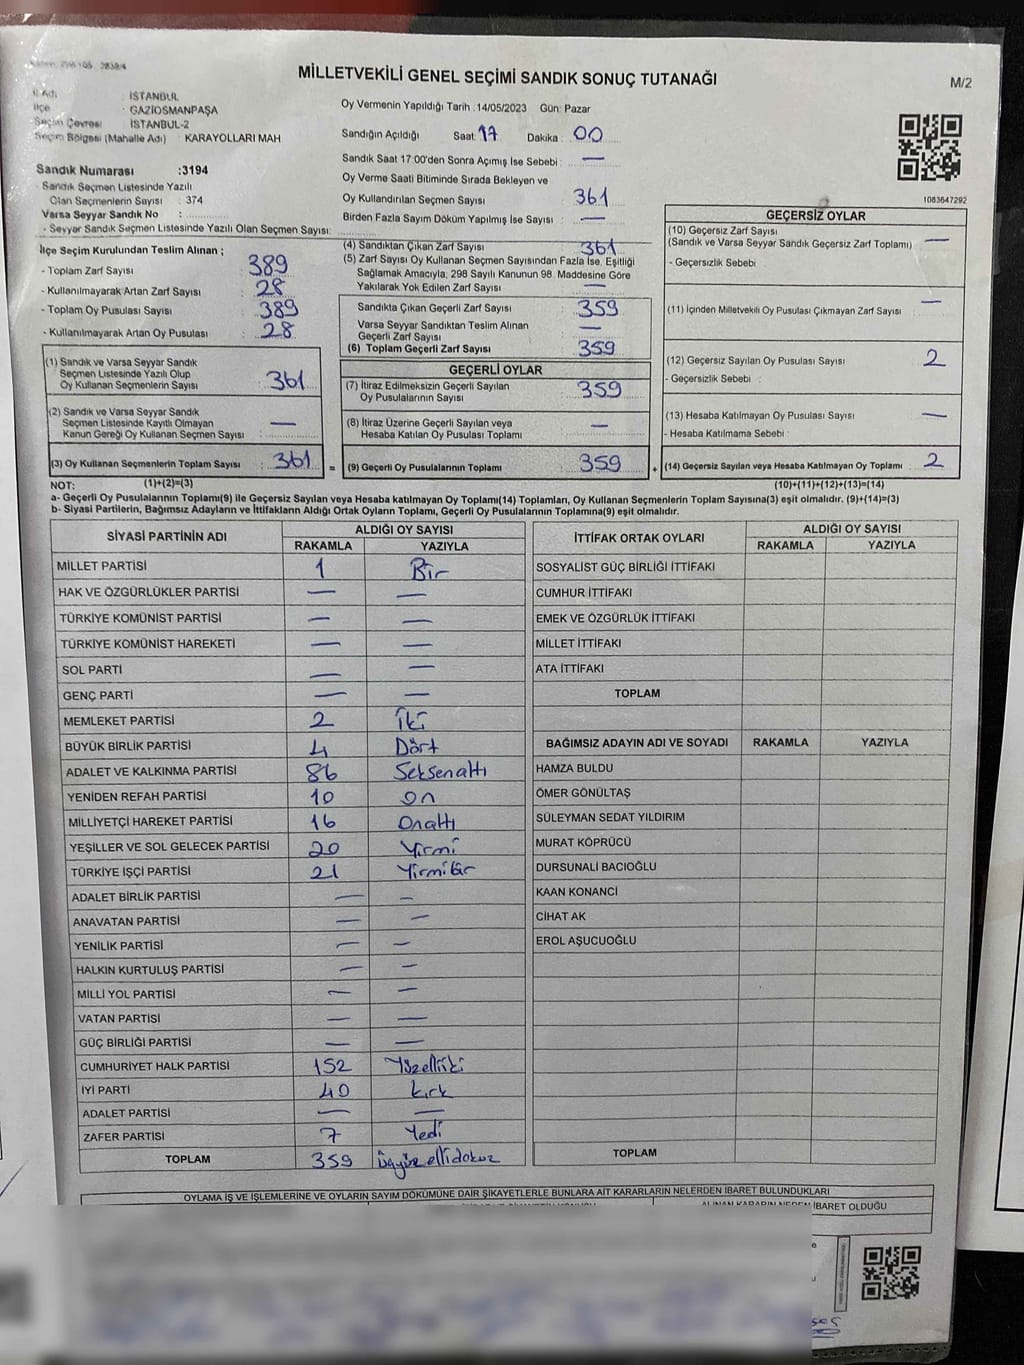 MİLLETVEKİLİ GENEL SEÇİMİ SANDIK SONUÇ TUTANAĞI
M/2
İl Adı : İSTANBUL
İlçe : GAZİOSMANPAŞA
Seçim Çevresi : İSTANBUL-2
Seçim Bölgesi (Mahalle Adı) : KARAYOLLARI MAH
Sandık Numarası :3194
Sandık Seçmen Listesinde Yazılı
Olan Seçmenlerin Sayısı : 374
Varsa Seyyar Sandık No :
- Seyyar Sandık Seçmen Listesinde Yazılı Olan Seçmen Sayısı:
Oy Vermenin Yapıldığı Tarih :14/05/2023 Gün: Pazar
Sandığın Açıldığı Saat: 17 Dakika : 00
Sandık Saat 17:00'den Sonra Açımış İse Sebebi : —
Oy Verme Saati Bitiminde Sırada Bekleyen ve
Oy Kullandırılan Seçmen Sayısı : 361
Birden Fazla Sayım Döküm Yapılmış İse Sayısı : —
1083647292
İlçe Seçim Kurulundan Teslim Alınan ;
- Toplam Zarf Sayısı : 389
- Kullanılmayarak Artan Zarf Sayısı : 28
- Toplam Oy Pusulası Sayısı : 389
- Kullanılmayarak Artan Oy Pusulası : 28
(1) Sandık ve Varsa Seyyar Sandık
Seçmen Listesinde Yazılı Olup
Oy Kullanan Seçmenlerin Sayısı : 361
(2) Sandık ve Varsa Seyyar Sandık
Seçmen Listesinde Kayıtlı Olmayan
Kanun Gereği Oy Kullanan Seçmen Sayısı : —
(3) Oy Kullanan Seçmenlerin Toplam Sayısı : 361 =
(4) Sandıktan Çıkan Zarf Sayısı : 361
(5) Zarf Sayısı Oy Kullanan Seçmen Sayısından Fazla İse, Eşitliği
Sağlamak Amacıyla, 298 Sayılı Kanunun 98. Maddesine Göre
Yakılarak Yok Edilen Zarf Sayısı : —
Sandıkta Çıkan Geçerli Zarf Sayısı : 359
Varsa Seyyar Sandıktan Teslim Alınan
Geçerli Zarf Sayısı : —
(6) Toplam Geçerli Zarf Sayısı : 359
GEÇERLİ OYLAR
(7) İtiraz Edilmeksizin Geçerli Sayılan
Oy Pusulalarının Sayısı : 359
(8) İtiraz Üzerine Geçerli Sayılan veya
Hesaba Katılan Oy Pusulası Toplamı : —
(9) Geçerli Oy Pusulalarının Toplamı : 359 +
GEÇERSİZ OYLAR
(10) Geçersiz Zarf Sayısı
(Sandık ve Varsa Seyyar Sandık Geçersiz Zarf Toplamı) : —
- Geçersizlik Sebebi :
(11) İçinden Milletvekili Oy Pusulası Çıkmayan Zarf Sayısı : —
(12) Geçersiz Sayılan Oy Pusulası Sayısı : 2
- Geçersizlik Sebebi :
(13) Hesaba Katılmayan Oy Pusulası Sayısı : —
- Hesaba Katılmama Sebebi :
(14) Geçersiz Sayılan veya Hesaba Katılmayan Oy Toplamı : 2
NOT: (1)+(2)=(3) (10)+(11)+(12)+(13)=(14)
a- Geçerli Oy Pusulalarının Toplamı(9) ile Geçersiz Sayılan veya Hesaba katılmayan Oy Toplamı(14) Toplamları, Oy Kullanan Seçmenlerin Toplam Sayısına(3) eşit olmalıdır. (9)+(14)=(3)
b- Siyasi Partilerin, Bağımsız Adayların ve İttifakların Aldığı Ortak Oyların Toplamı, Geçerli Oy Pusulalarının Toplamına(9) eşit olmalıdır.
SİYASİ PARTİNİN ADI ALDIĞI OY SAYISI
RAKAMLA YAZIYLA
MİLLET PARTİSİ 1 Bir
HAK VE ÖZGÜRLÜKLER PARTİSİ — —
TÜRKİYE KOMÜNİST PARTİSİ — —
TÜRKİYE KOMÜNİST HAREKETİ — —
SOL PARTİ — —
GENÇ PARTİ — —
MEMLEKET PARTİSİ 2 İki
BÜYÜK BİRLİK PARTİSİ 4 Dört
ADALET VE KALKINMA PARTİSİ 86 Seksenaltı
YENİDEN REFAH PARTİSİ 10 on
MİLLİYETÇİ HAREKET PARTİSİ 16 Onaltı
YEŞİLLER VE SOL GELECEK PARTİSİ 20 Yirmi
TÜRKİYE İŞÇİ PARTİSİ 21 Yirmibir
ADALET BİRLİK PARTİSİ — —
ANAVATAN PARTİSİ — —
YENİLİK PARTİSİ — —
HALKIN KURTULUŞ PARTİSİ — —
MİLLİ YOL PARTİSİ — —
VATAN PARTİSİ — —
GÜÇ BİRLİĞİ PARTİSİ — —
CUMHURİYET HALK PARTİSİ 152 Yüzelliiki
İYİ PARTİ 40 kırk
ADALET PARTİSİ — —
ZAFER PARTİSİ 7 Yedi
TOPLAM 359 üçyüzellidokuz
İTTİFAK ORTAK OYLARI ALDIĞI OY SAYISI
RAKAMLA YAZIYLA
SOSYALİST GÜÇ BİRLİĞİ İTTİFAKI
CUMHUR İTTİFAKI
EMEK VE ÖZGÜRLÜK İTTİFAKI
MİLLET İTTİFAKI
ATA İTTİFAKI
TOPLAM
BAĞIMSIZ ADAYIN ADI VE SOYADI RAKAMLA YAZIYLA
HAMZA BULDU
ÖMER GÖNÜLTAŞ
SÜLEYMAN SEDAT YILDIRIM
MURAT KÖPRÜCÜ
DURSUNALİ BACIOĞLU
KAAN KONANCİ
CİHAT AK
EROL AŞUCUOĞLU
TOPLAM
OYLAMA İŞ VE İŞLEMLERİNE VE OYLARIN SAYIM DÖKÜMÜNE DAİR ŞİKAYETLERLE BUNLARA AİT KARARLARIN NELERDEN İBARET BULUNDUKLARI
ALINAN KARARIN NEDEN İBARET OLDUĞU